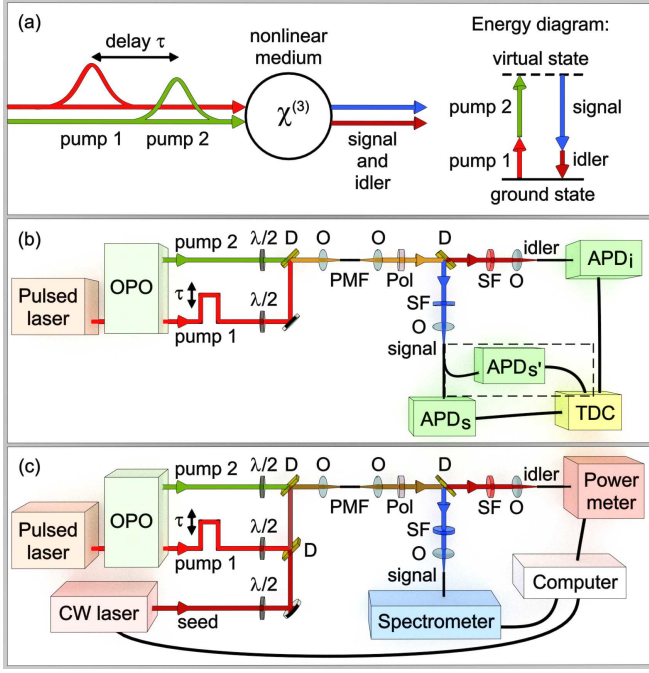 (a)
delay τ
nonlinear
medium
Energy diagram:
virtual state
pump 2
signal
χ(3)
pump 1
pump 2
signal
and
idler
pump 1
idler
ground state
(b)
pump 2
λ/2
D
O
O
D
idler
APDi
OPO
PMF
Pol
SF
O
Pulsed
laser
τ
λ/2
SF
O
pump 1
signal
APDs'
APDs
TDC
(c)
pump 2
λ/2
D
O
O
D
idler
Power
meter
OPO
PMF
Pol
SF
O
Pulsed
laser
τ
λ/2
SF
pump 1
D
O
λ/2
signal
Computer
CW laser
seed
Spectrometer